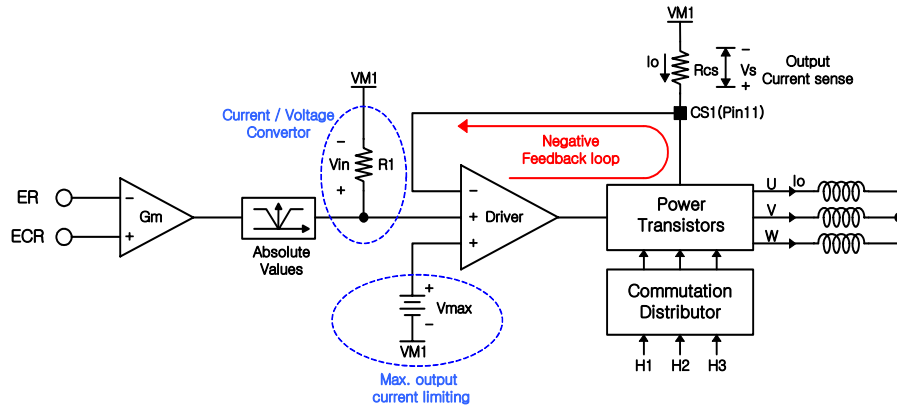 VM1
Io
Rcs
−
Vs
+
Output
Current sense
CS1(Pin11)
VM1
Current / Voltage
Convertor
−
Vin
+
R1
Negative
Feedback loop
ER
ECR
−
+
Gm
Absolute
Values
−
+
+
Driver
Power
Transistors
U
Io
V
W
+
Vmax
−
VM1
Max. output
current limiting
Commutation
Distributor
H1
H2
H3